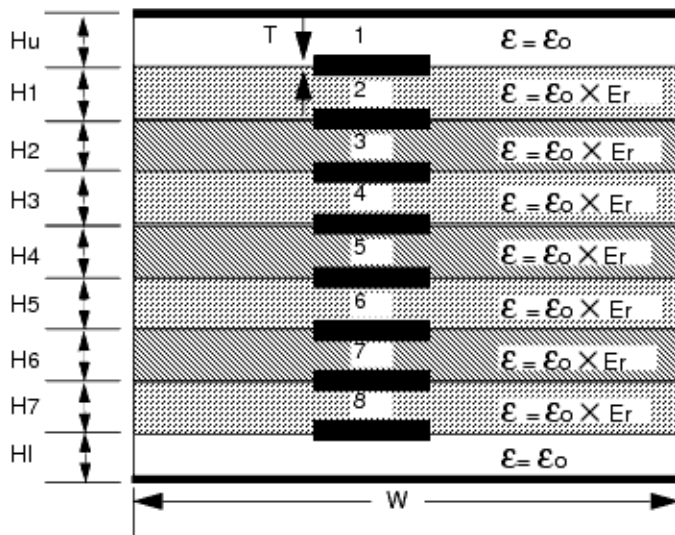 Hu T 1 ε = εo
H1 2 ε = εo × Er
H2 3 ε = εo × Er
H3 4 ε = εo × Er
H4 5 ε = εo × Er
H5 6 ε = εo × Er
H6 7 ε = εo × Er
H7 8 ε = εo × Er
Hl ε= εo
W